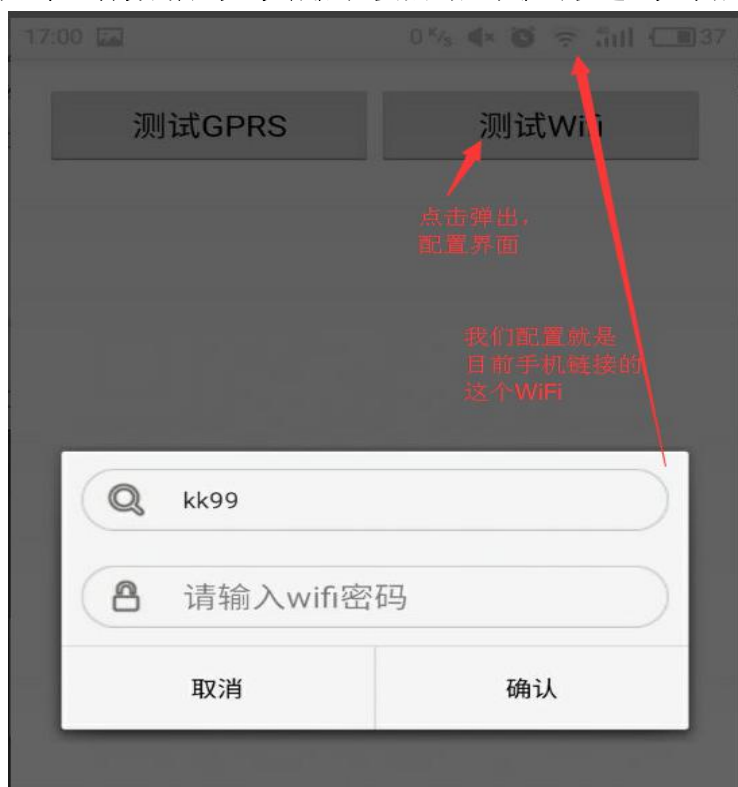 17:00 0 K/s 37
测试GPRS 测试Wifi
点击弹出,
配置界面
我们配置就是
目前手机链接的
这个WiFi
kk99
请输入wifi密码
取消 确认